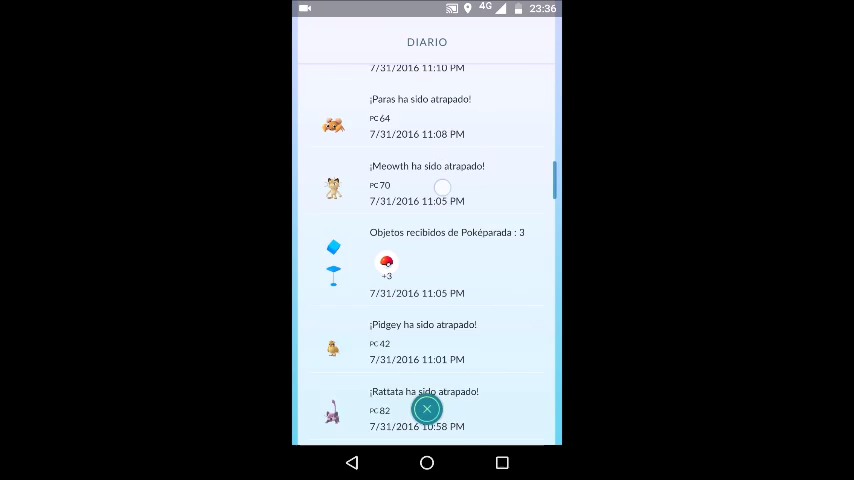 4G 23:36
DIARIO
7/31/2016 11:10 PM
¡Paras ha sido atrapado!
PC 64
7/31/2016 11:08 PM
¡Meowth ha sido atrapado!
PC 70
7/31/2016 11:05 PM
Objetos recibidos de Poképarada : 3
+3
7/31/2016 11:05 PM
¡Pidgey ha sido atrapado!
PC 42
7/31/2016 11:01 PM
¡Rattata ha sido atrapado!
PC 82
7/31/2016 10:58 PM